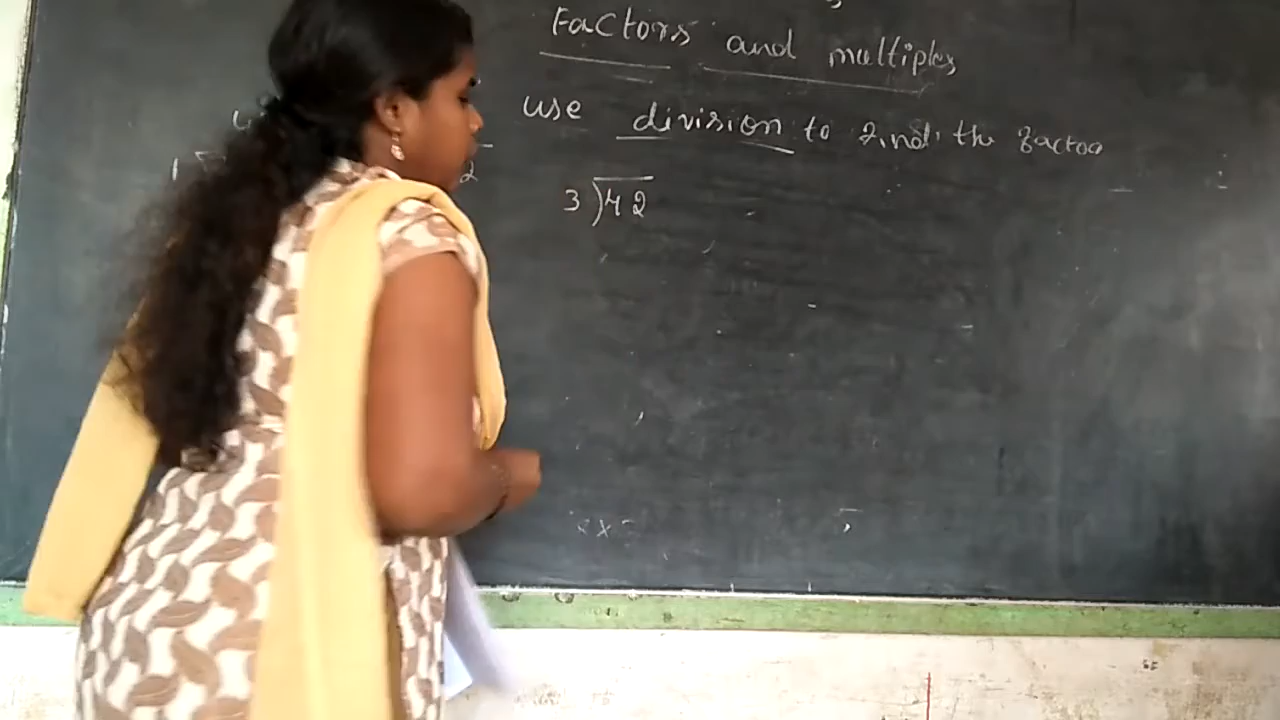 Factors and multiples
use division to find the factor
3)42